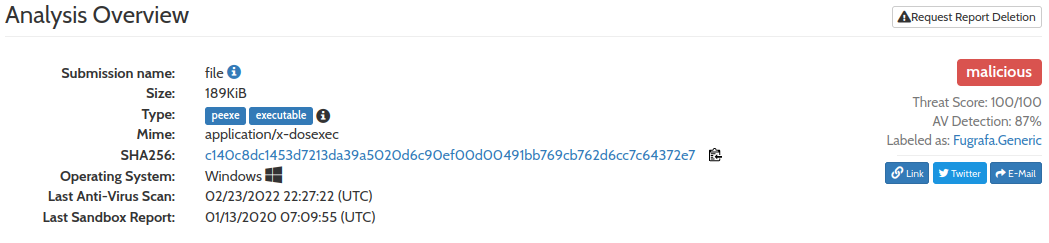 Analysis Overview
Request Report Deletion
Submission name: file
malicious
Size: 189KiB
Threat Score: 100/100
Type: peexe executable
AV Detection: 87%
Mime: application/x-dosexec
Labeled as: Fugrafa.Generic
SHA256: c140c8dc1453d7213da39a5020d6c90ef00d00491bb769cb762d6cc7c64372e7
Operating System: Windows
Link Twitter E-Mail
Last Anti-Virus Scan: 02/23/2022 22:27:22 (UTC)
Last Sandbox Report: 01/13/2020 07:09:55 (UTC)